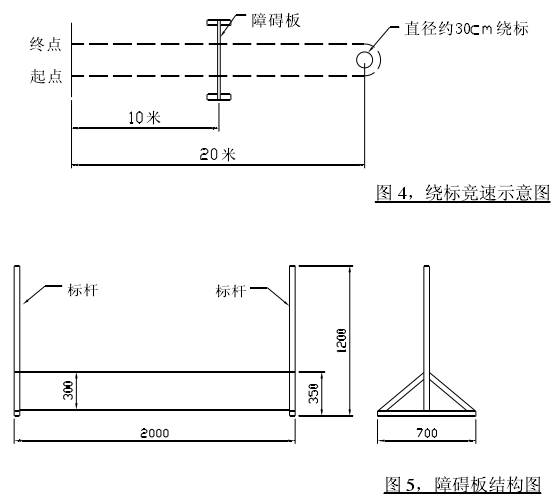 障碍板
直径约30cm绕标
终点
起点
10米
20米
图 4，绕标竞速示意图
标杆
标杆
1200
300
350
2000
700
图 5，障碍板结构图